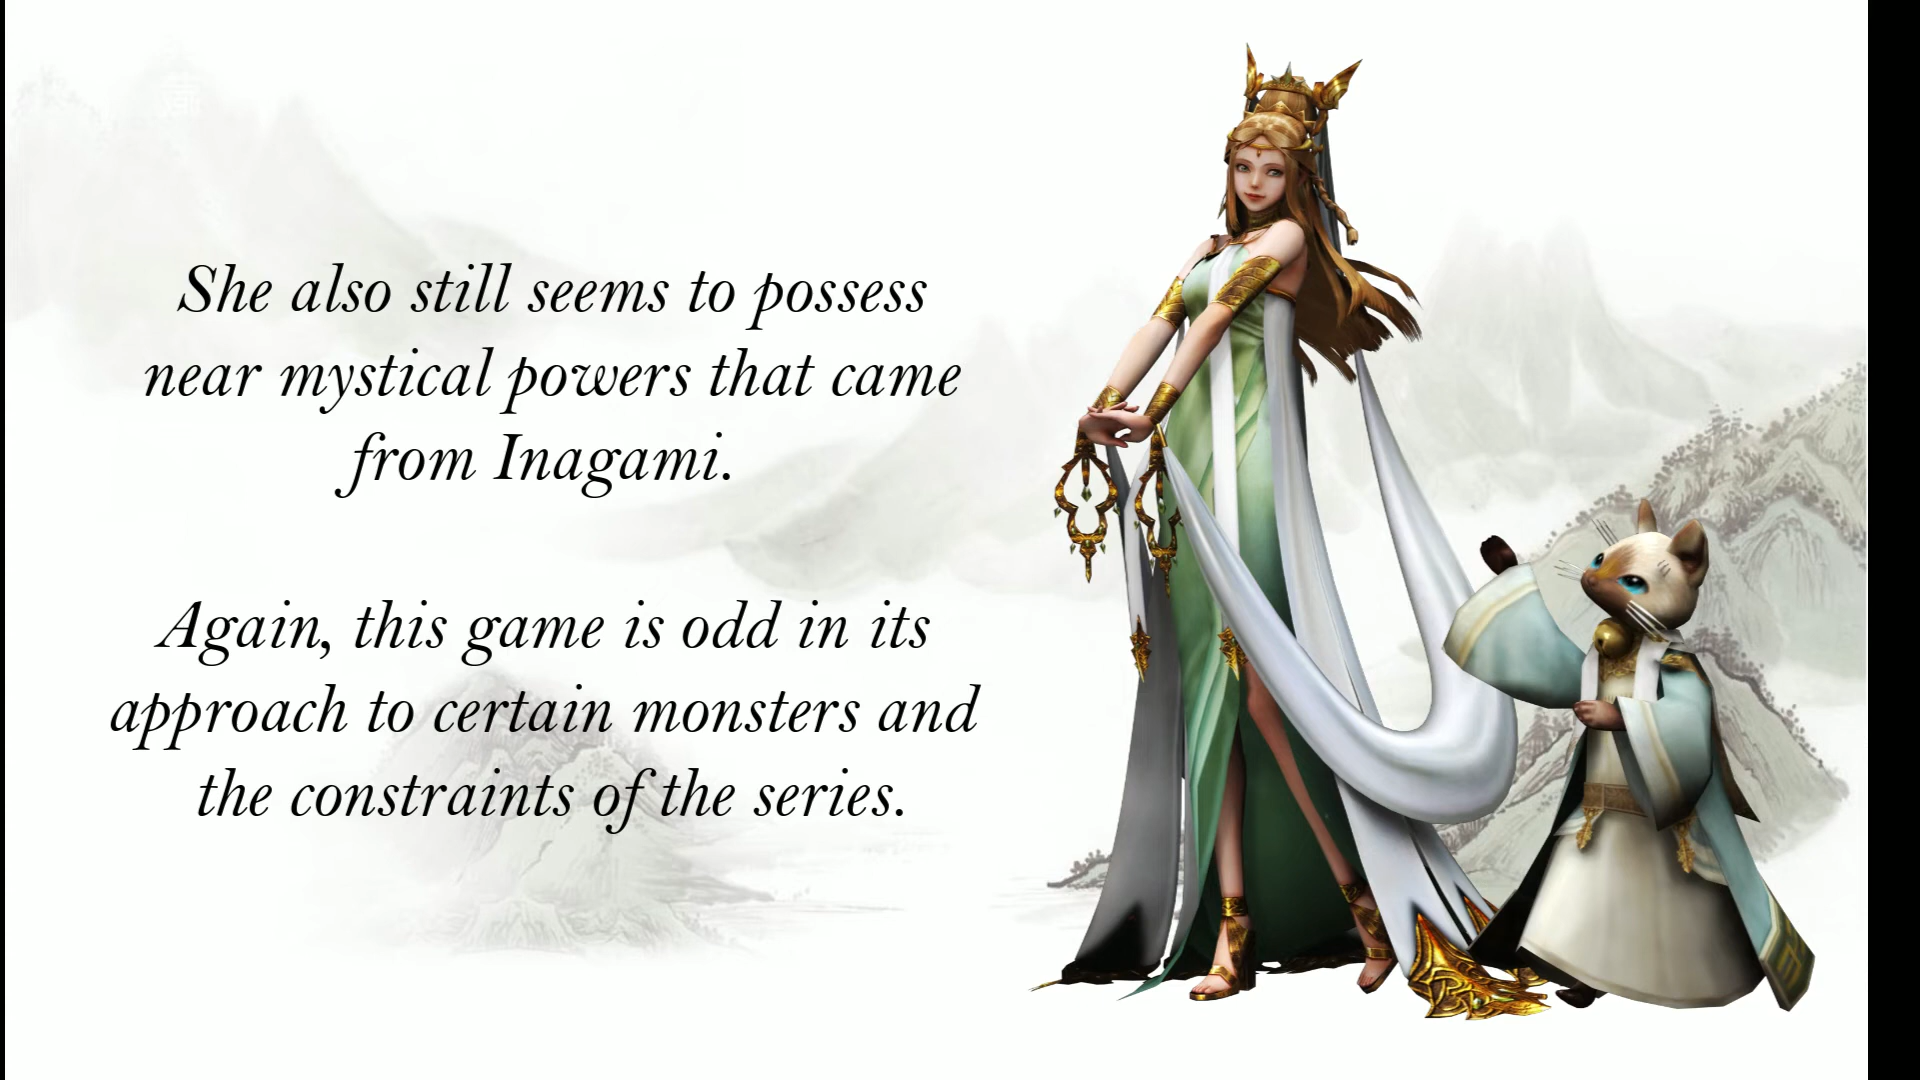 She also still seems to possess
near mystical powers that came
from Inagami.
Again, this game is odd in its
approach to certain monsters and
the constraints of the series.